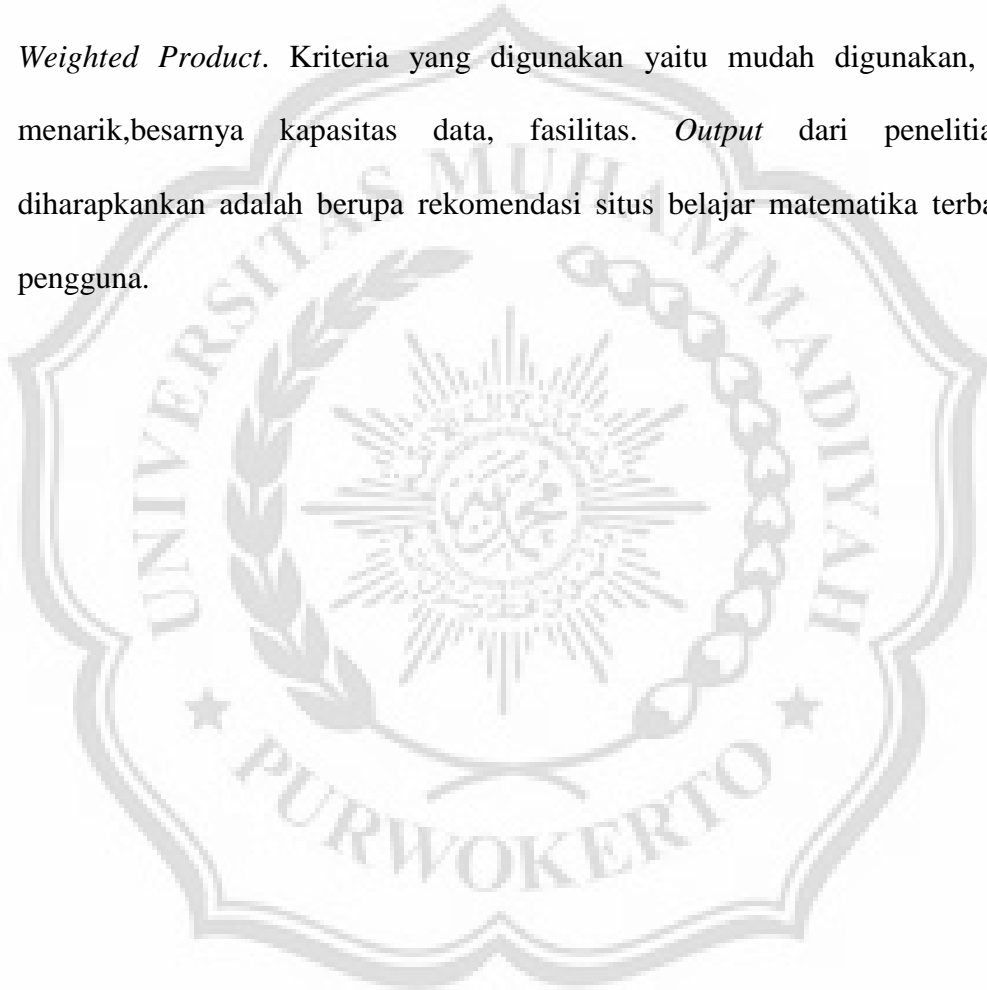 Weighted Product. Kriteria yang digunakan yaitu mudah digunakan,
menarik,besarnya kapasitas data, fasilitas. Output dari penelitia
diharapkankan adalah berupa rekomendasi situs belajar matematika terba
pengguna.
UNIVERSITAS MUHAMMADIYAH
PURWOKERTO